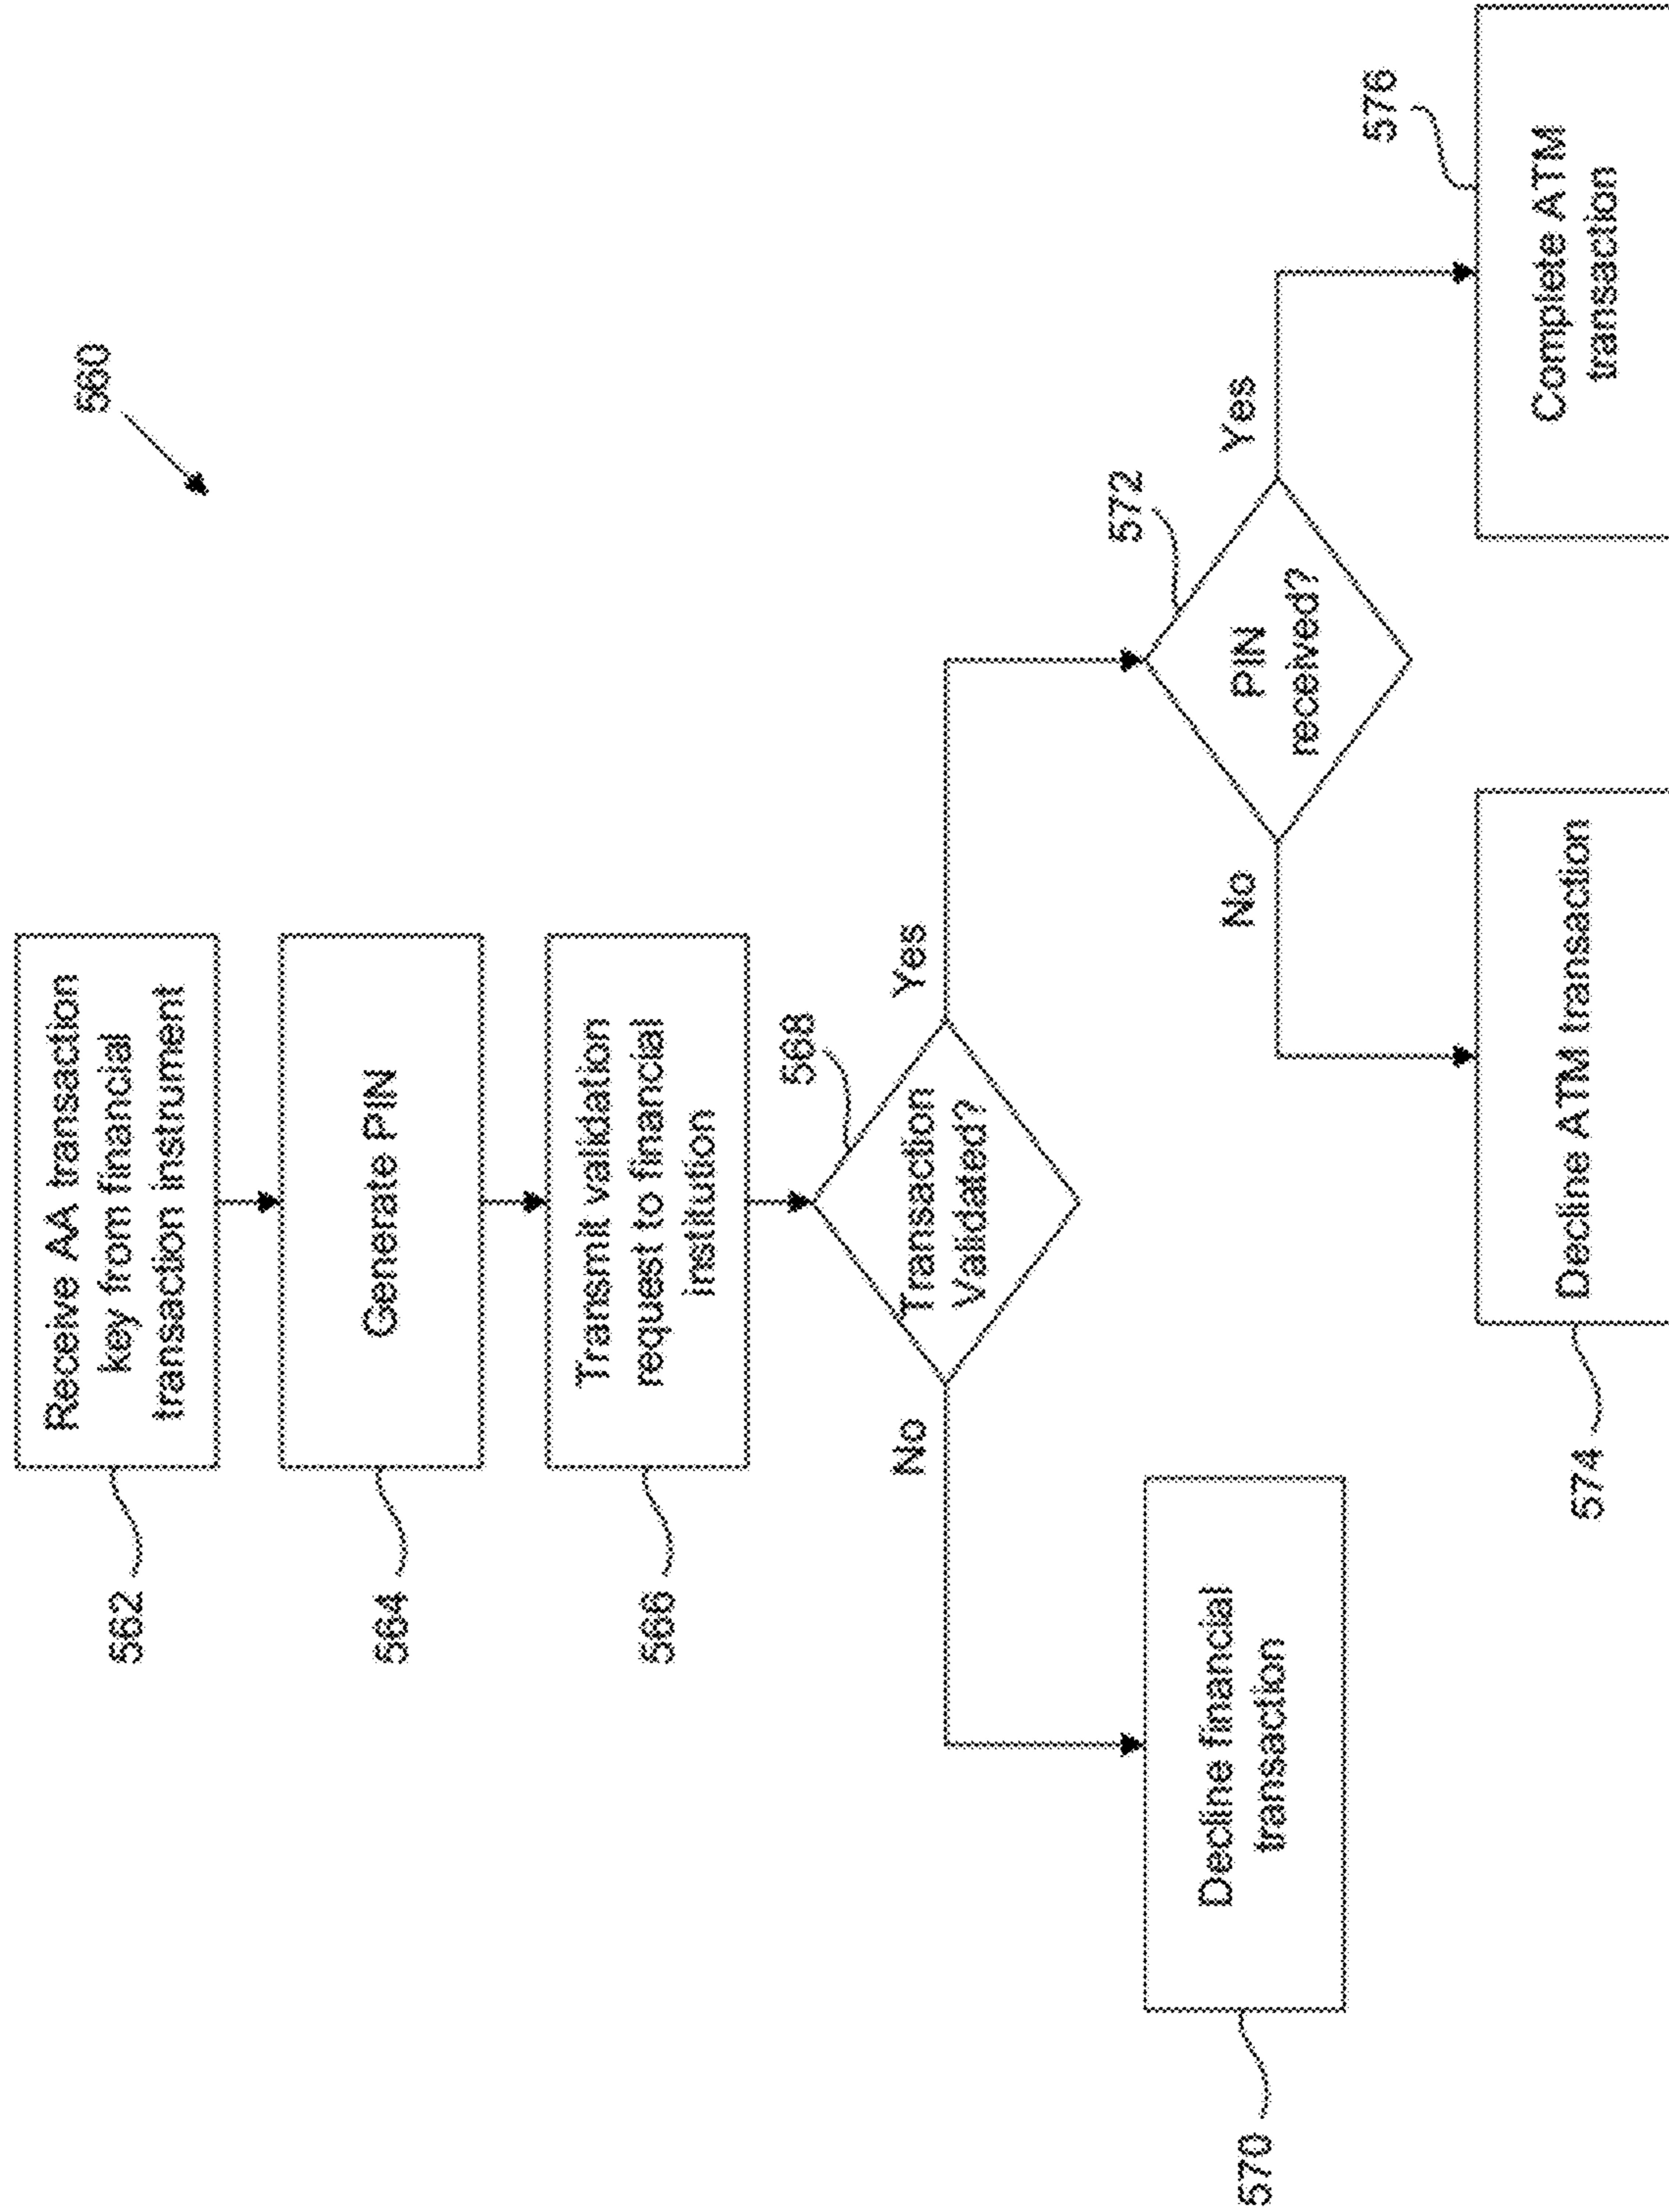 560
562
Receive AA transaction
key from financial
transaction instrument
564
Generate PIN
566
Transmit validation
request to financial
institution
568
Transaction
Validated?
No
Yes
570
Decline financial
transaction
572
PIN
received?
No
Yes
574
Decline ATM transaction
576
Complete ATM
transaction